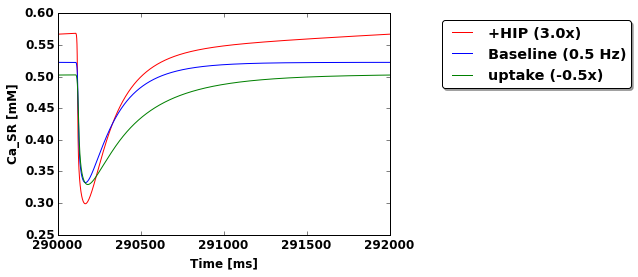 0.60
0.55
0.50
0.45
0.40
0.35
0.30
0.25
Ca_SR [mM]
290000 290500 291000 291500 292000
Time [ms]
+HIP (3.0x)
Baseline (0.5 Hz)
uptake (-0.5x)